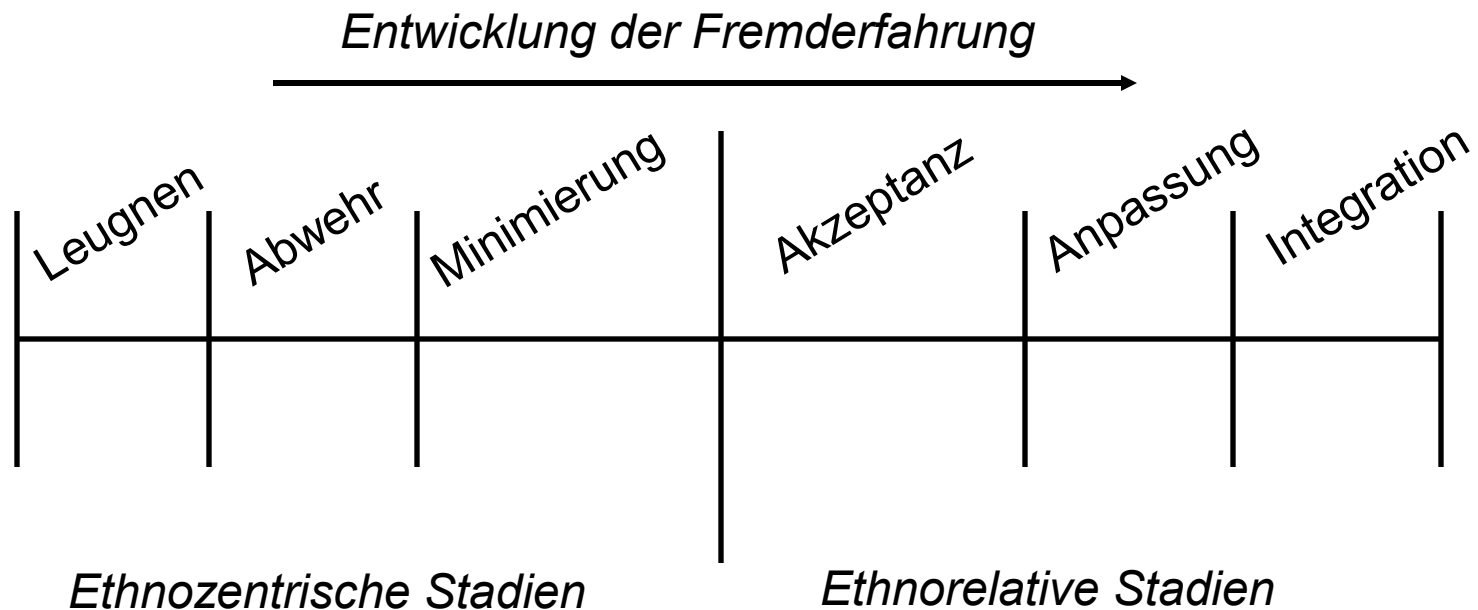 Entwicklung der Fremderfahrung
Leugnen
Abwehr
Minimierung
Akzeptanz
Anpassung
Integration
Ethnozentrische Stadien
Ethnorelative Stadien